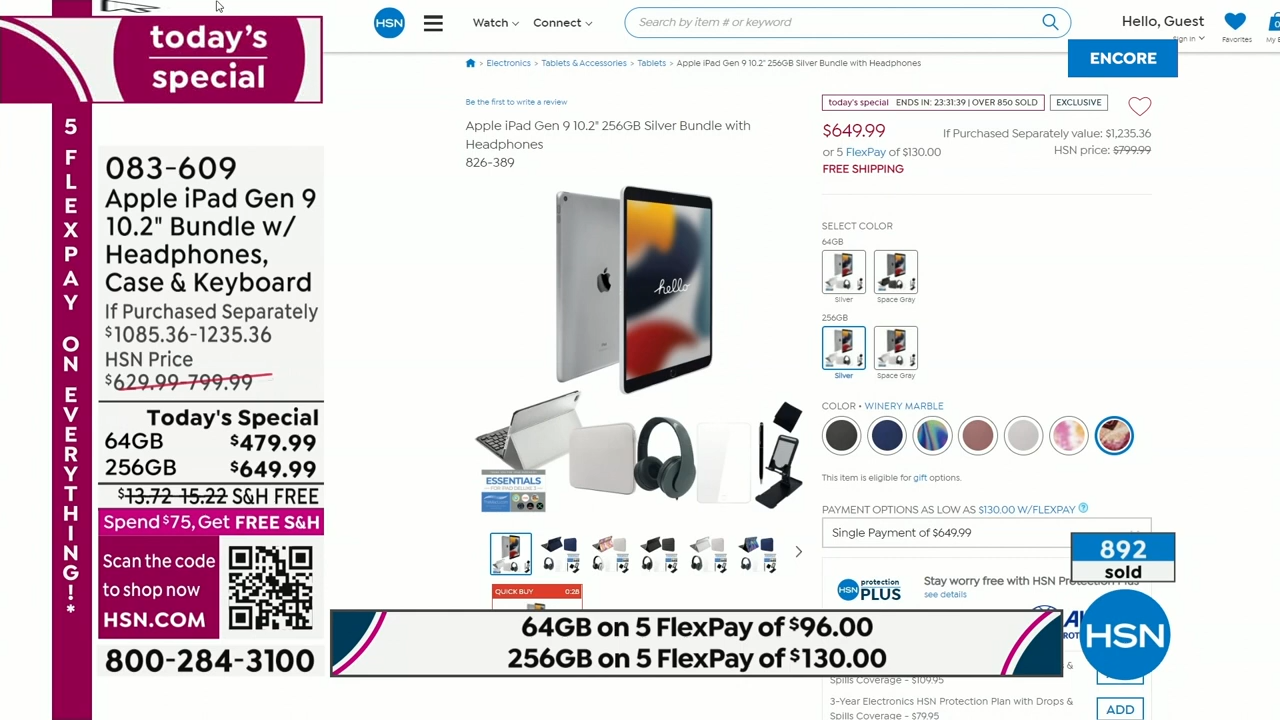 today's
special
5 FLEXPAY ON EVERYTHING!*
083-609
Apple iPad Gen 9
10.2" Bundle w/
Headphones,
Case & Keyboard
If Purchased Separately
$1085.36-1235.36
HSN Price
$629.99-799.99
Today's Special
64GB $479.99
256GB $649.99
$13.72-15.22 S&H FREE
Spend $75, Get FREE S&H
Scan the code
to shop now
HSN.COM
800-284-3100
HSN
Watch
Connect
Search by item # or keyword
Hello, Guest
Sign In
Favorites
0
ENCORE
Electronics > Tablets & Accessories > Tablets > Apple iPad Gen 9 10.2" 256GB Silver Bundle with Headphones
Be the first to write a review
Apple iPad Gen 9 10.2" 256GB Silver Bundle with
Headphones
826-389
hello
ESSENTIALS
QUICK BUY 0:28
today's special ENDS IN: 23:31:39 | OVER 850 SOLD
EXCLUSIVE
$649.99
If Purchased Separately value: $1,235.36
or 5 FlexPay of $130.00
HSN price: $799.99
FREE SHIPPING
SELECT COLOR
64GB
Silver
Space Gray
256GB
Silver
Space Gray
COLOR • WINERY MARBLE
This item is eligible for gift options.
PAYMENT OPTIONS AS LOW AS $130.00 W/FLEXPAY
Single Payment of $649.99
892
sold
HSN protection
PLUS
Stay worry free with HSN Protection Plus
see details
64GB on 5 FlexPay of $96.00
256GB on 5 FlexPay of $130.00
HSN
Spills Coverage - $109.95
3-Year Electronics HSN Protection Plan with Drops &
Spills Coverage - $79.95
ADD